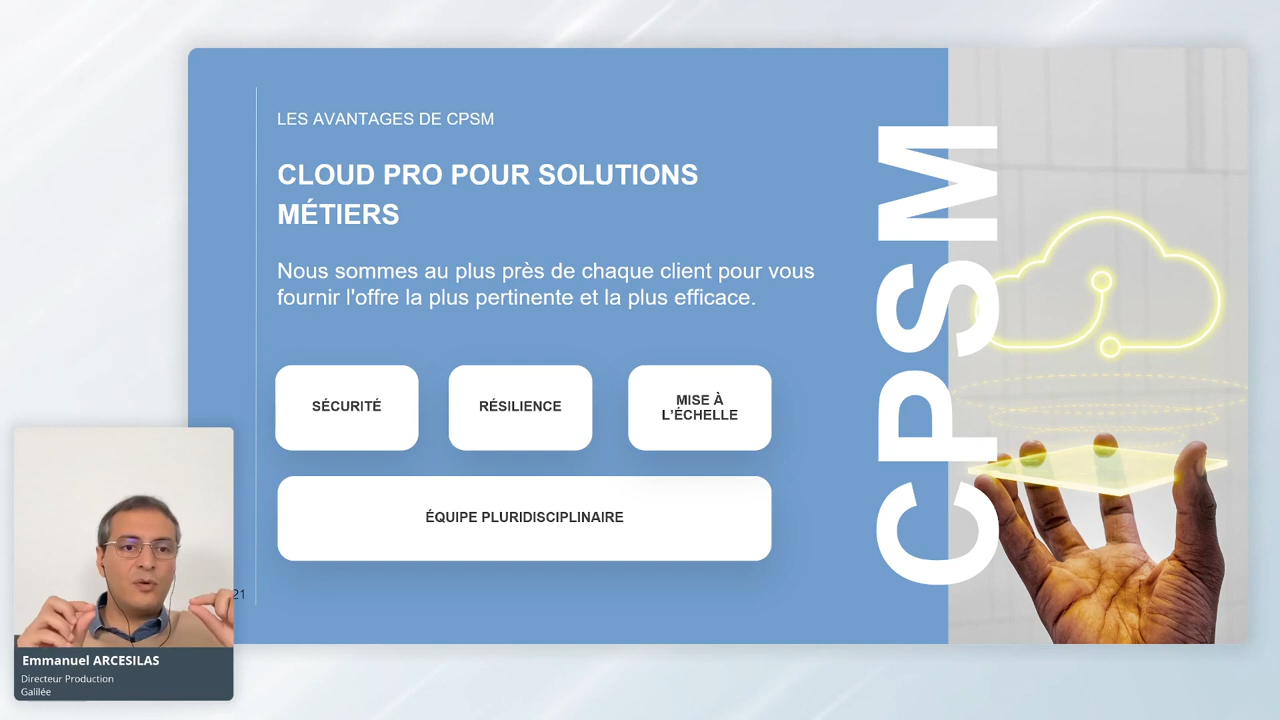 LES AVANTAGES DE CPSM
CLOUD PRO POUR SOLUTIONS
MÉTIERS
Nous sommes au plus près de chaque client pour vous
fournir l'offre la plus pertinente et la plus efficace.
SÉCURITÉ
RÉSILIENCE
MISE À
L'ÉCHELLE
ÉQUIPE PLURIDISCIPLINAIRE
CPSM
21
Emmanuel ARCESILAS
Directeur Production
Galilée